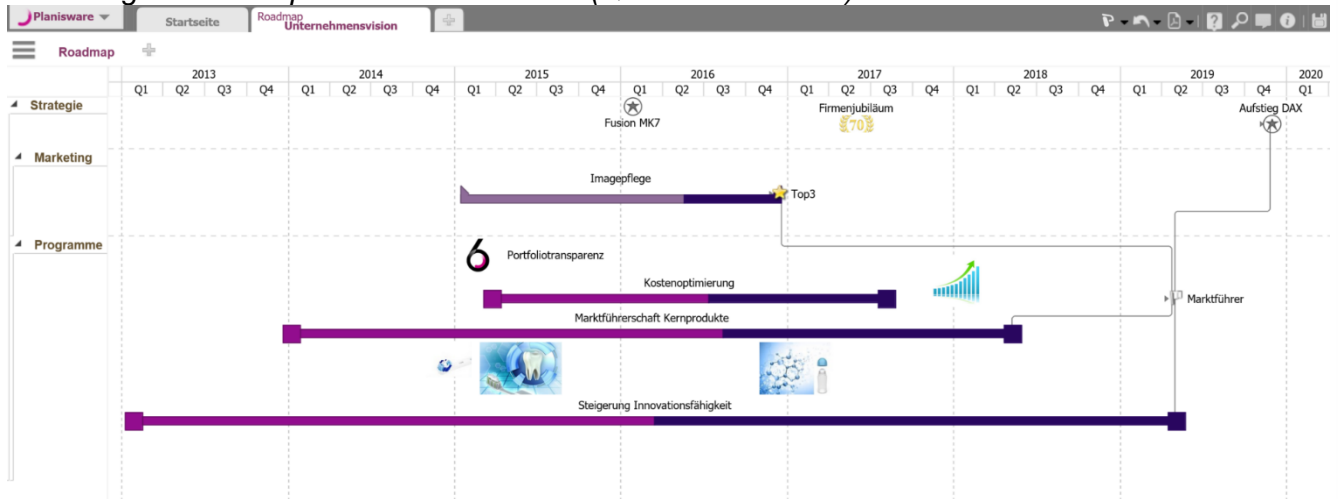 Planisware
Startseite
Roadmap
Unternehmensvision
Roadmap
2013 2014 2015 2016 2017 2018 2019 2020
Q1 Q2 Q3 Q4 Q1 Q2 Q3 Q4 Q1 Q2 Q3 Q4 Q1 Q2 Q3 Q4 Q1 Q2 Q3 Q4 Q1 Q2 Q3 Q4 Q1 Q2 Q3 Q4 Q1
Strategie
Fusion MK7
Firmenjubiläum
70
Aufstieg DAX
Marketing
Imagepflege
Top3
Programme
6
Portfoliotransparenz
Kostenoptimierung
Marktführer
Marktführerschaft Kernprodukte
Steigerung Innovationsfähigkeit